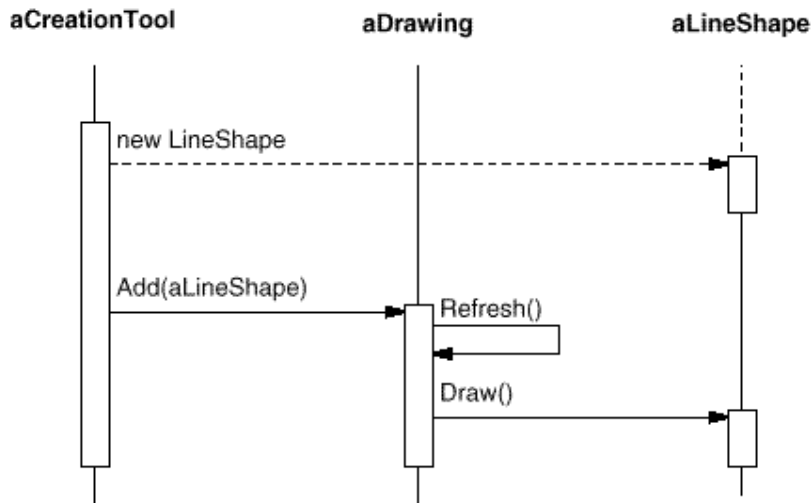 aCreationTool
aDrawing
aLineShape
new LineShape
Add(aLineShape)
Refresh()
Draw()